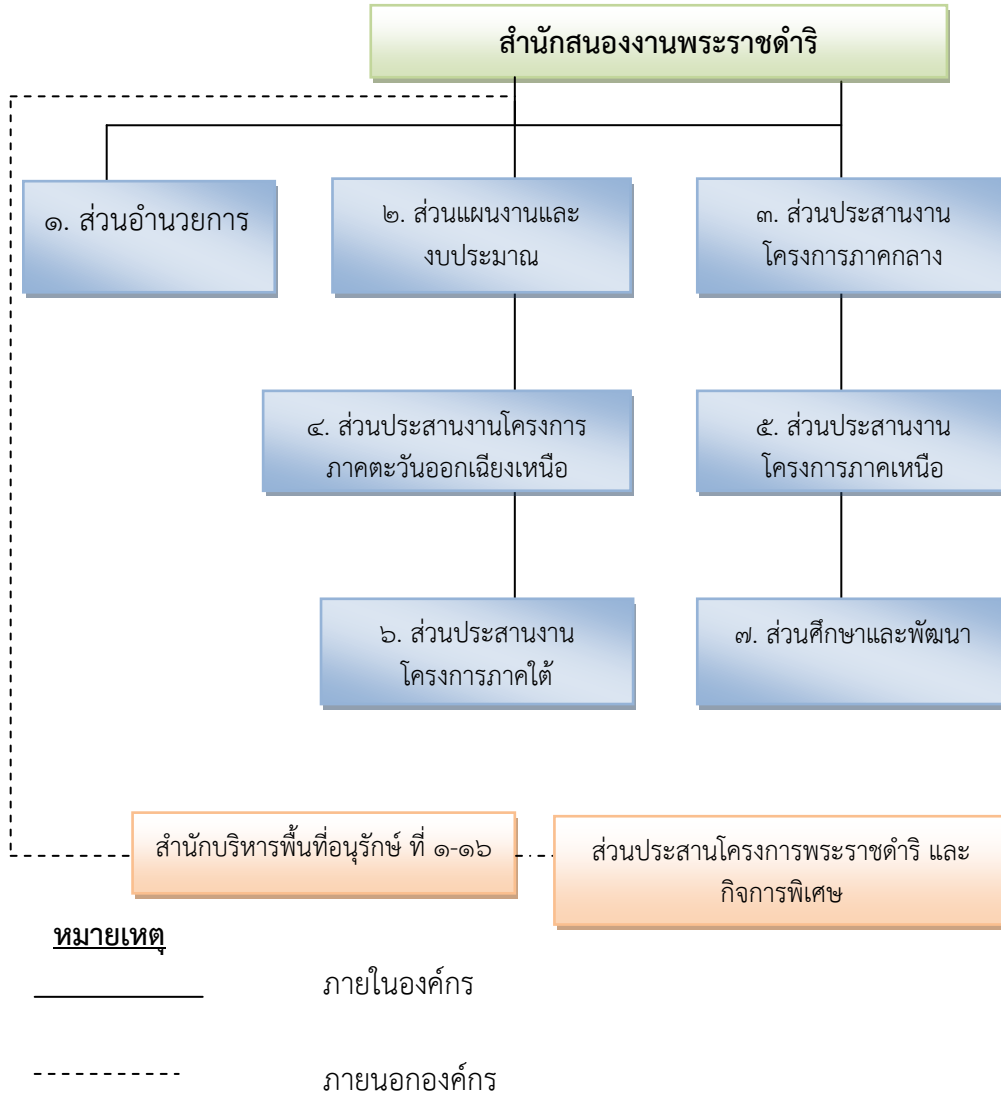 สำนักสนองงานพระราชดำริ
๑. ส่วนอำนวยการ
๒. ส่วนแผนงานและ
งบประมาณ
๓. ส่วนประสานงาน
โครงการภาคกลาง
๔. ส่วนประสานงานโครงการ
ภาคตะวันออกเฉียงเหนือ
๕. ส่วนประสานงาน
โครงการภาคเหนือ
๖. ส่วนประสานงาน
โครงการภาคใต้
๗. ส่วนศึกษาและพัฒนา
สำนักบริหารพื้นที่อนุรักษ์ ที่ ๑-๑๖
ส่วนประสานโครงการพระราชดำริ และ
กิจการพิเศษ
หมายเหตุ
ภายในองค์กร
ภายนอกองค์กร